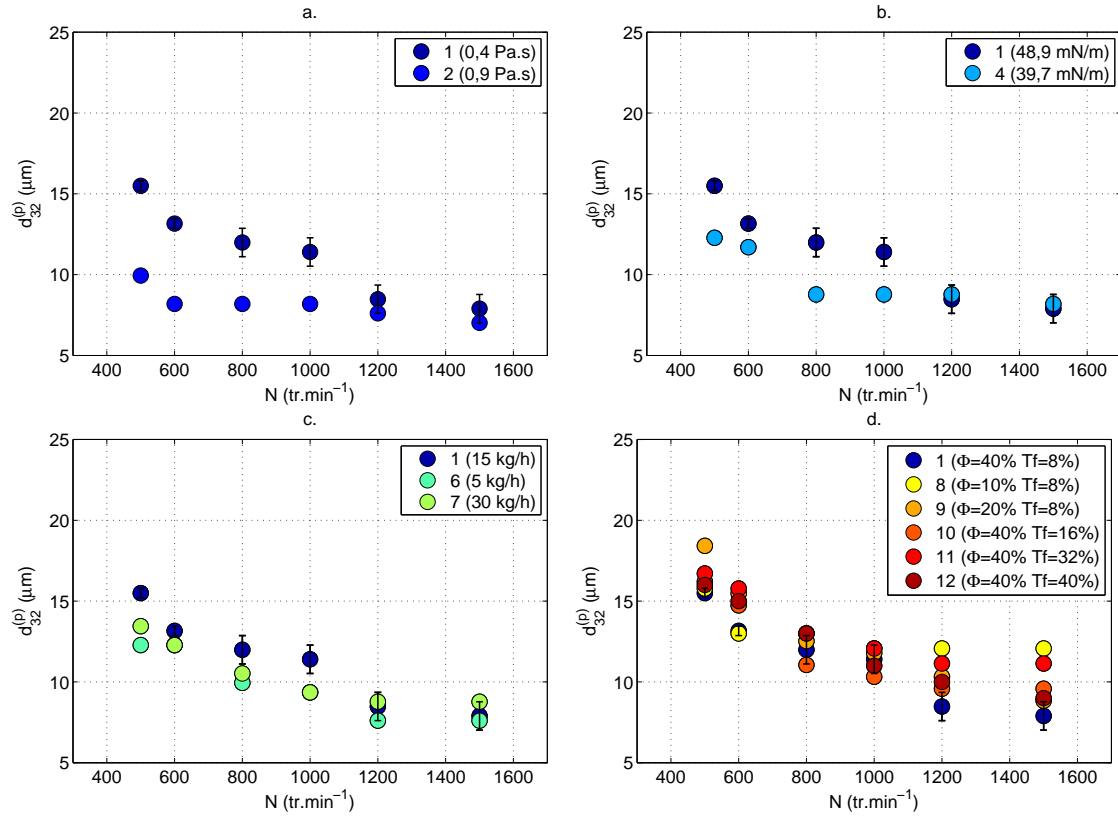 a.
25
20
15
10
5
d32(p) (μm)
1 (0,4 Pa.s)
2 (0,9 Pa.s)
400 600 800 1000 1200 1400 1600
N (tr.min−1)
b.
25
20
15
10
5
d32(p) (μm)
1 (48,9 mN/m)
4 (39,7 mN/m)
400 600 800 1000 1200 1400 1600
N (tr.min−1)
c.
25
20
15
10
5
d32(p) (μm)
1 (15 kg/h)
6 (5 kg/h)
7 (30 kg/h)
400 600 800 1000 1200 1400 1600
N (tr.min−1)
d.
25
20
15
10
5
d32(p) (μm)
1 (Φ=40% Tf=8%)
8 (Φ=10% Tf=8%)
9 (Φ=20% Tf=8%)
10 (Φ=40% Tf=16%)
11 (Φ=40% Tf=32%)
12 (Φ=40% Tf=40%)
400 600 800 1000 1200 1400 1600
N (tr.min−1)